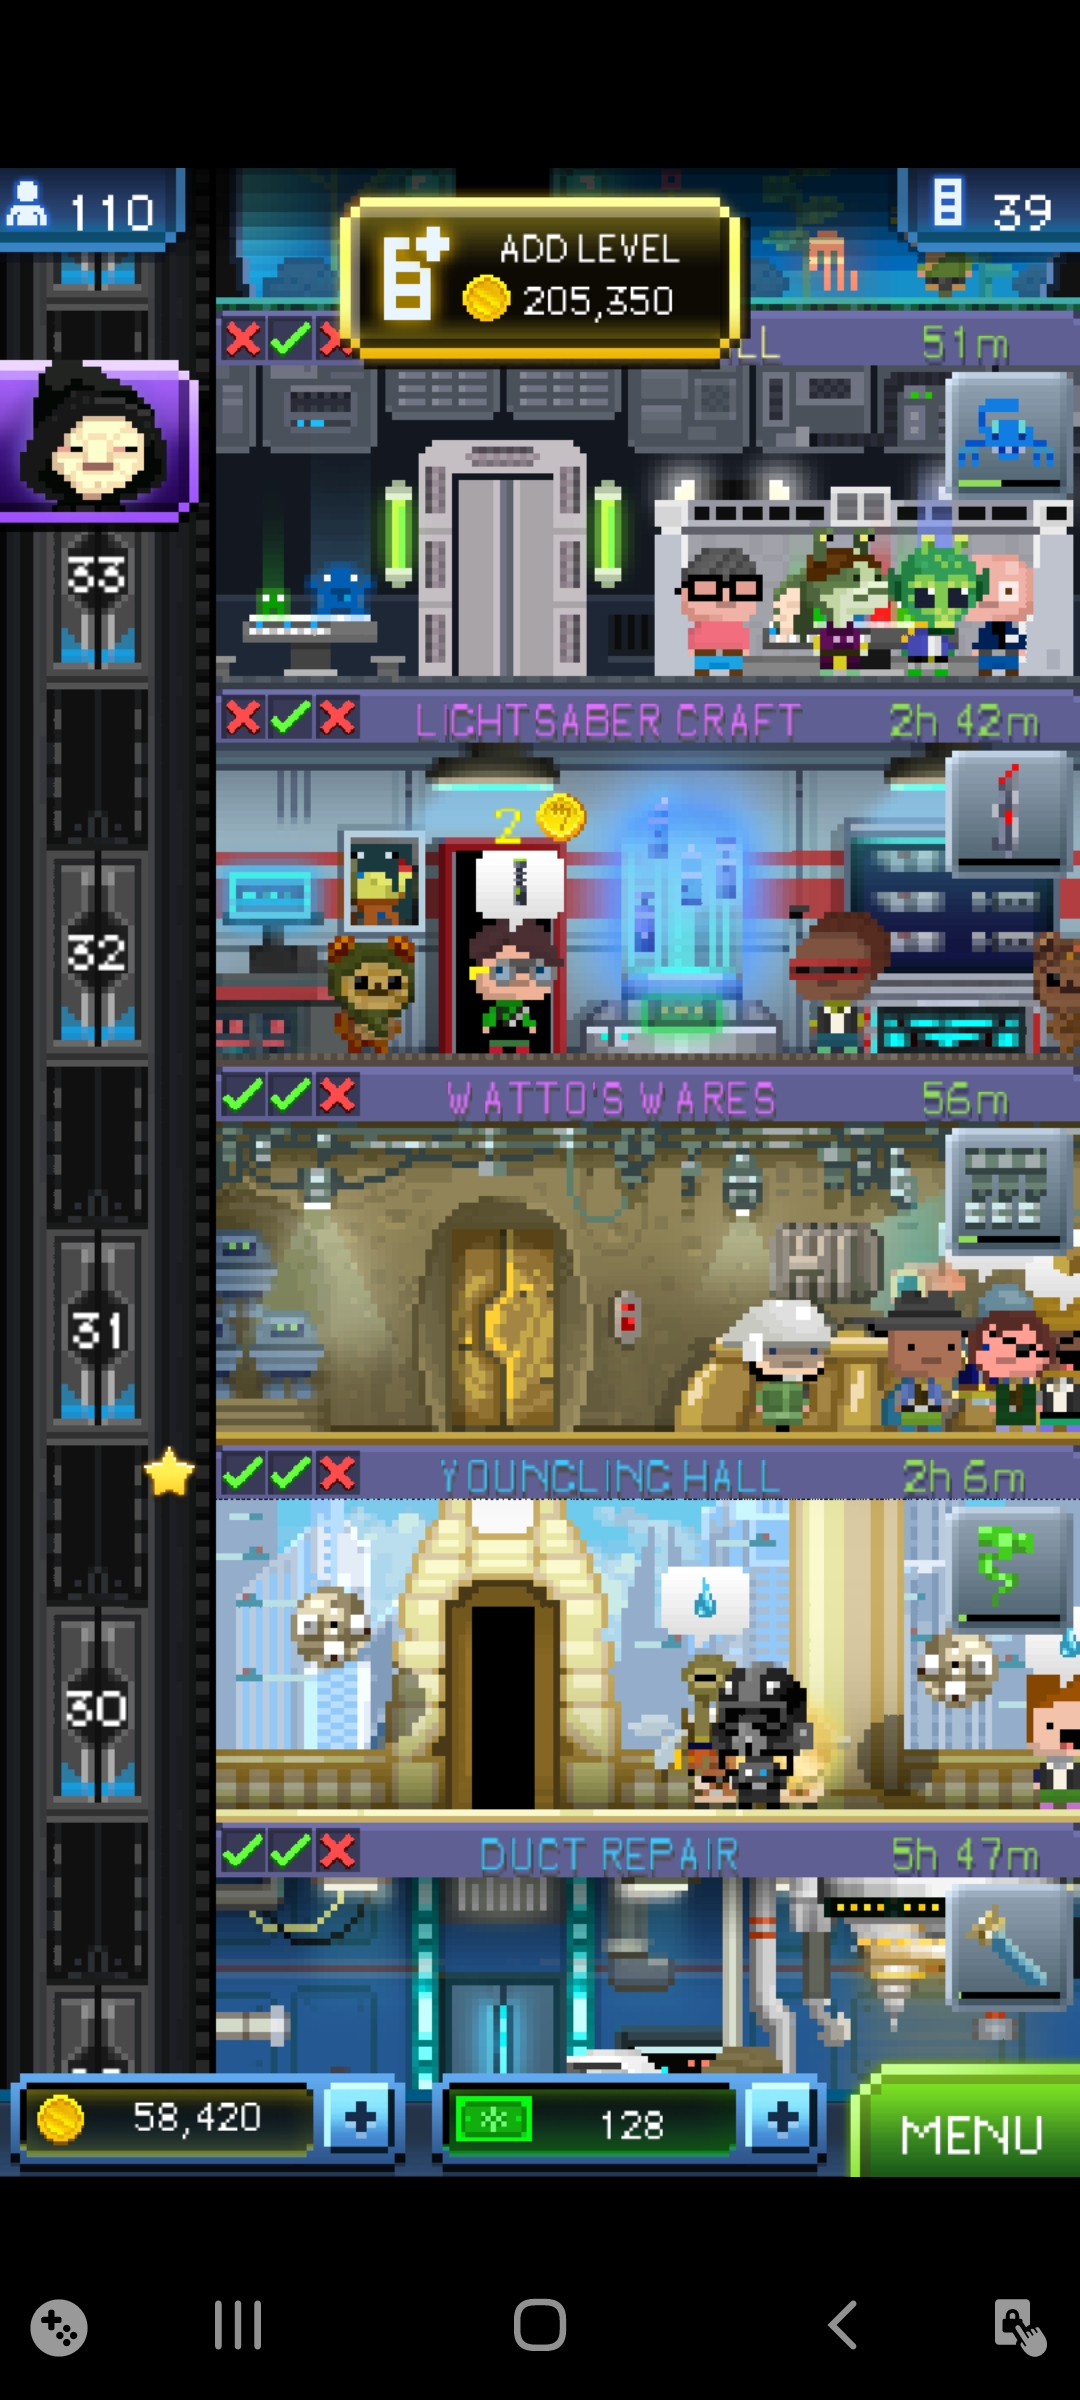 110
39
ADD LEVEL
205,350
LL 51m
33
LIGHTSABER CRAFT 2h 42m
2
32
WATTO'S WARES 56m
31
YOUNGLING HALL 2h 6m
30
DUCT REPAIR 5h 47m
58,420
128
MENU